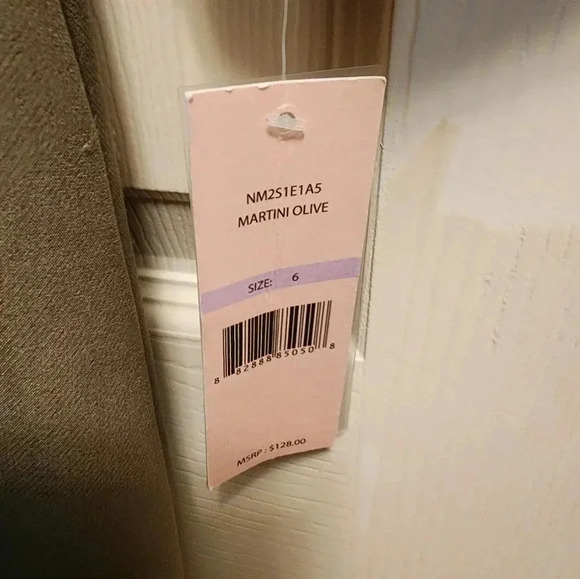 NM2S1E1A5
MARTINI OLIVE
SIZE: 6
8 82888 85050 8
MSRP : $128.00